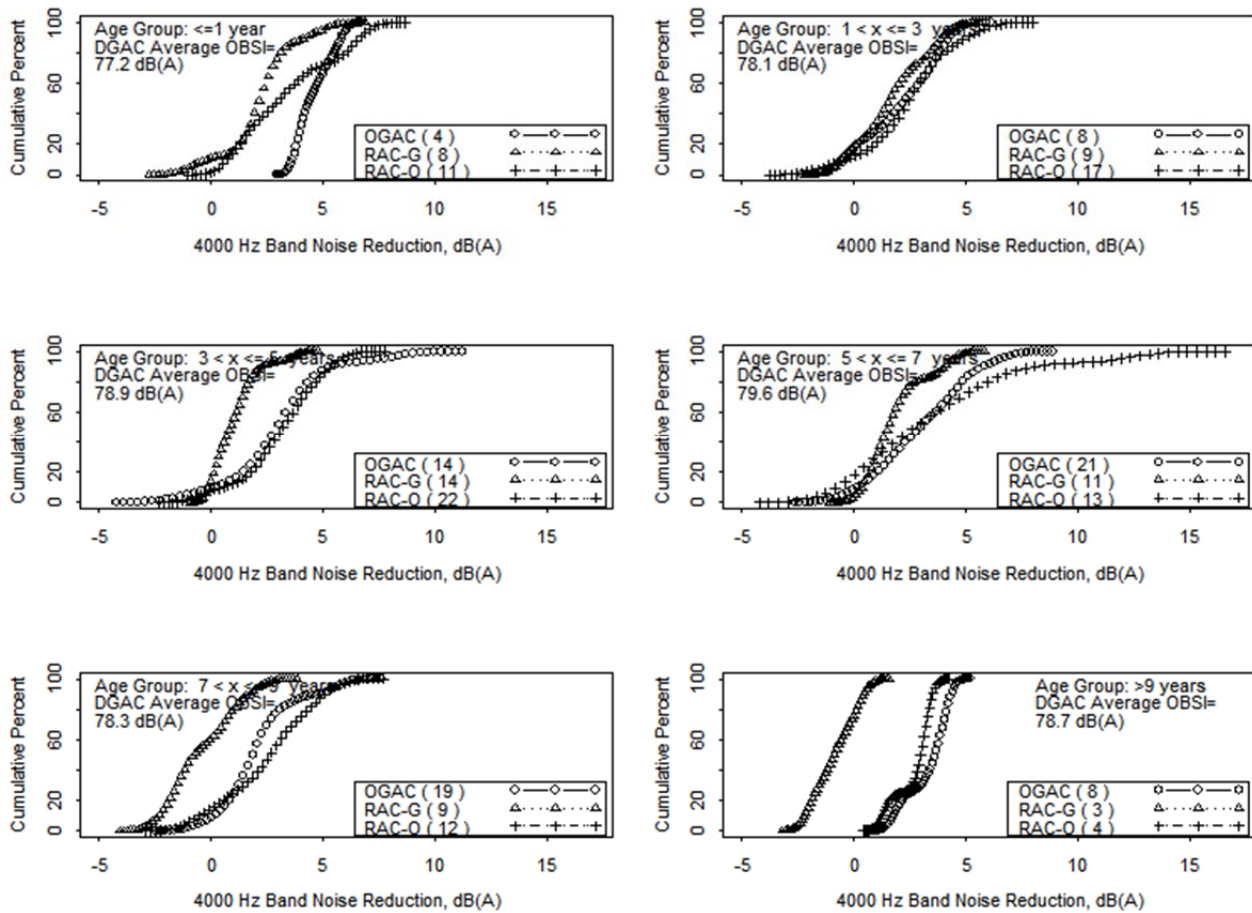 Cumulative Percent
0 20 60 100
Age Group: <=1 year
DGAC Average OBSI=
77.2 dB(A)
OGAC ( 4 )
RAC-G ( 8 )
RAC-O ( 11 )
-5 0 5 10 15
4000 Hz Band Noise Reduction, dB(A)
Cumulative Percent
0 20 60 100
Age Group: 1 < x <= 3 years
DGAC Average OBSI=
78.1 dB(A)
OGAC ( 8 )
RAC-G ( 9 )
RAC-O ( 17 )
-5 0 5 10 15
4000 Hz Band Noise Reduction, dB(A)
Cumulative Percent
0 20 60 100
Age Group: 3 < x <= 5 years
DGAC Average OBSI=
78.9 dB(A)
OGAC ( 14 )
RAC-G ( 14 )
RAC-O ( 22 )
-5 0 5 10 15
4000 Hz Band Noise Reduction, dB(A)
Cumulative Percent
0 20 60 100
Age Group: 5 < x <= 7 years
DGAC Average OBSI=
79.6 dB(A)
OGAC ( 21 )
RAC-G ( 11 )
RAC-O ( 13 )
-5 0 5 10 15
4000 Hz Band Noise Reduction, dB(A)
Cumulative Percent
0 20 60 100
Age Group: 7 < x <= 9 years
DGAC Average OBSI=
78.3 dB(A)
OGAC ( 19 )
RAC-G ( 9 )
RAC-O ( 12 )
-5 0 5 10 15
4000 Hz Band Noise Reduction, dB(A)
Cumulative Percent
0 20 60 100
Age Group: >9 years
DGAC Average OBSI=
78.7 dB(A)
OGAC ( 8 )
RAC-G ( 3 )
RAC-O ( 4 )
-5 0 5 10 15
4000 Hz Band Noise Reduction, dB(A)